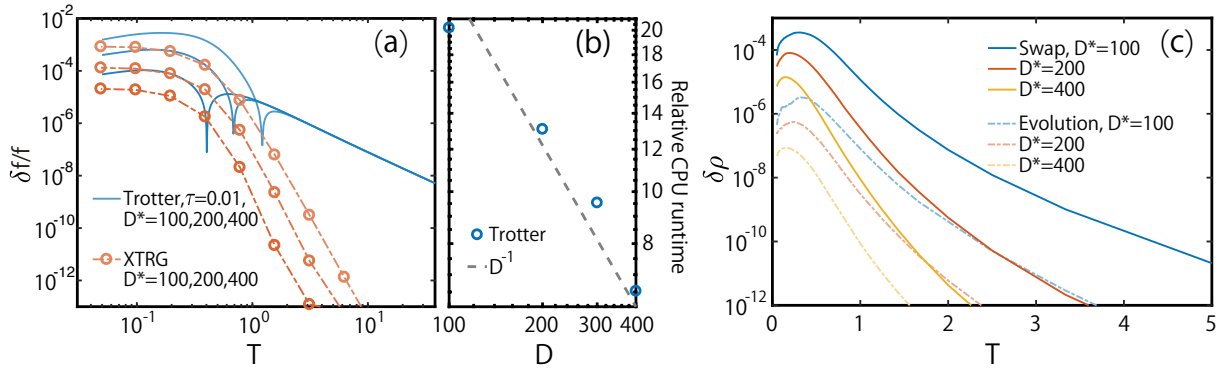 (a)
10^-2
10^-4
10^-6
10^-8
10^-10
10^-12
δf/f
Trotter,τ=0.01,
D*=100,200,400
XTRG
D*=100,200,400
10^-1
10^0
10^1
T
(b)
Trotter
D^-1
100
200
300
400
D
20
18
16
14
12
10
8
Relative CPU runtime
(c)
10^-4
10^-6
10^-8
10^-10
10^-12
δρ
Swap, D*=100
D*=200
D*=400
Evolution, D*=100
D*=200
D*=400
0
1
2
3
4
5
T